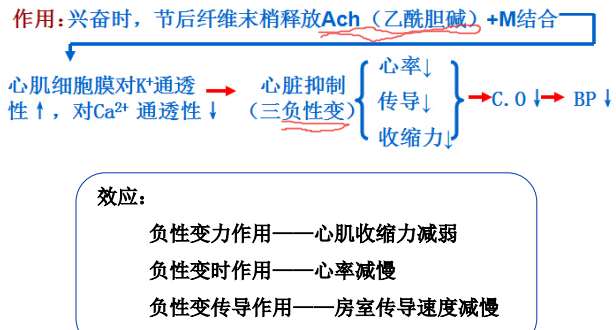 作用：兴奋时，节后纤维末梢释放Ach（乙酰胆碱）+M结合
心肌细胞膜对K⁺通透
性↑，对Ca²⁺ 通透性↓
心脏抑制
（三负性变）
心率↓
传导↓
收缩力↓
C.O↓
BP↓
效应：
负性变力作用——心肌收缩力减弱
负性变时作用——心率减慢
负性变传导作用——房室传导速度减慢